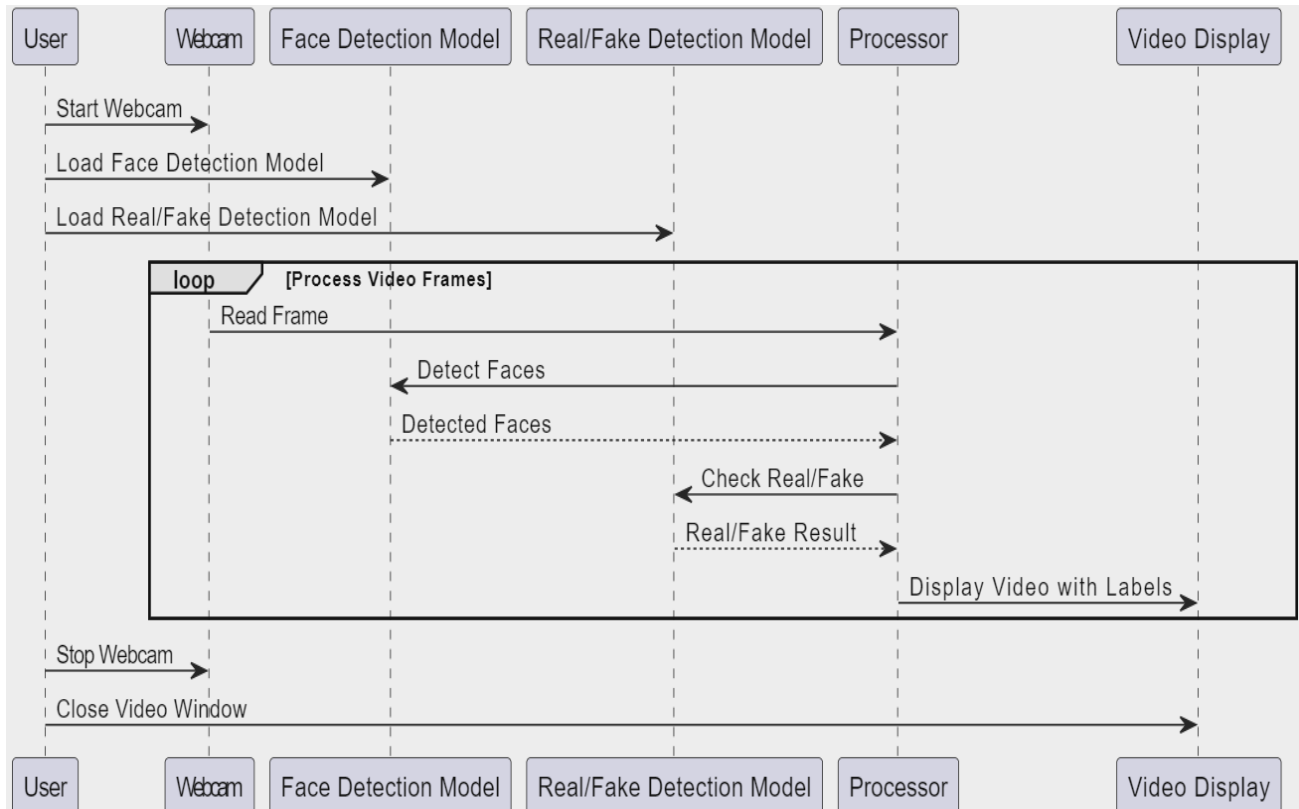 User Webcam Face Detection Model Real/Fake Detection Model Processor Video Display
Start Webcam
Load Face Detection Model
Load Real/Fake Detection Model
loop [Process Video Frames]
Read Frame
Detect Faces
Detected Faces
Check Real/Fake
Real/Fake Result
Display Video with Labels
Stop Webcam
Close Video Window
User Webcam Face Detection Model Real/Fake Detection Model Processor Video Display